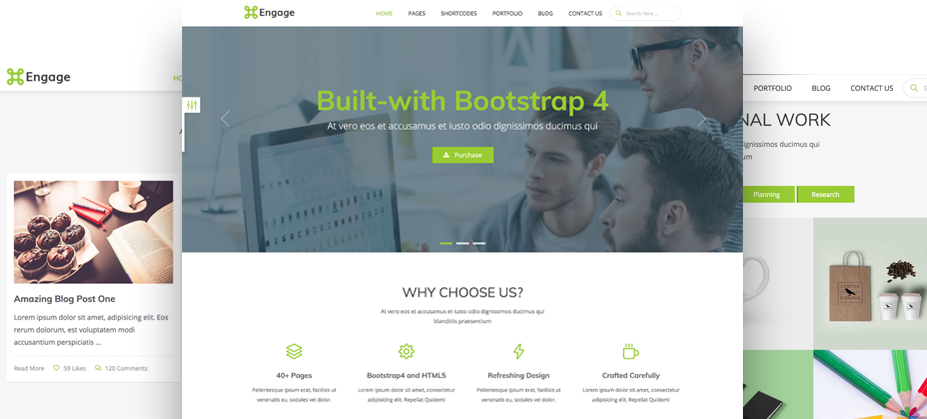 Engage
HOME PAGES SHORTCODES PORTFOLIO BLOG CONTACT US Search Here ...
Built-with Bootstrap 4
At vero eos et accusamus et iusto odio dignissimos ducimus qui
Purchase
WHY CHOOSE US?
At vero eos et accusamus et iusto odio dignissimos ducimus qui
blanditiis praesentium
40+ Pages
Pellentesque ipsum erat, facilisis ut
venenatis eu, sodales vel dolor.
Bootstrap4 and HTML5
Lorem ipsum dolor sit amet, consectetur
adipisicing elit. Repellat Quidem!
Refreshing Design
Pellentesque ipsum erat, facilisis ut
venenatis eu, sodales vel dolor.
Crafted Carefully
Lorem ipsum dolor sit amet, consectetur
adipisicing elit. Repellat Quidem!
Engage
HO
A
Amazing Blog Post One
Lorem ipsum dolor sit amet, adipisicing elit. Eos
rerum dolorum, est voluptatem modi
accusantium perspiciatis ...
Read More 59 Likes 120 Comments
PORTFOLIO BLOG CONTACT US S
NAL WORK
dignissimos ducimus qui
um
Planning Research